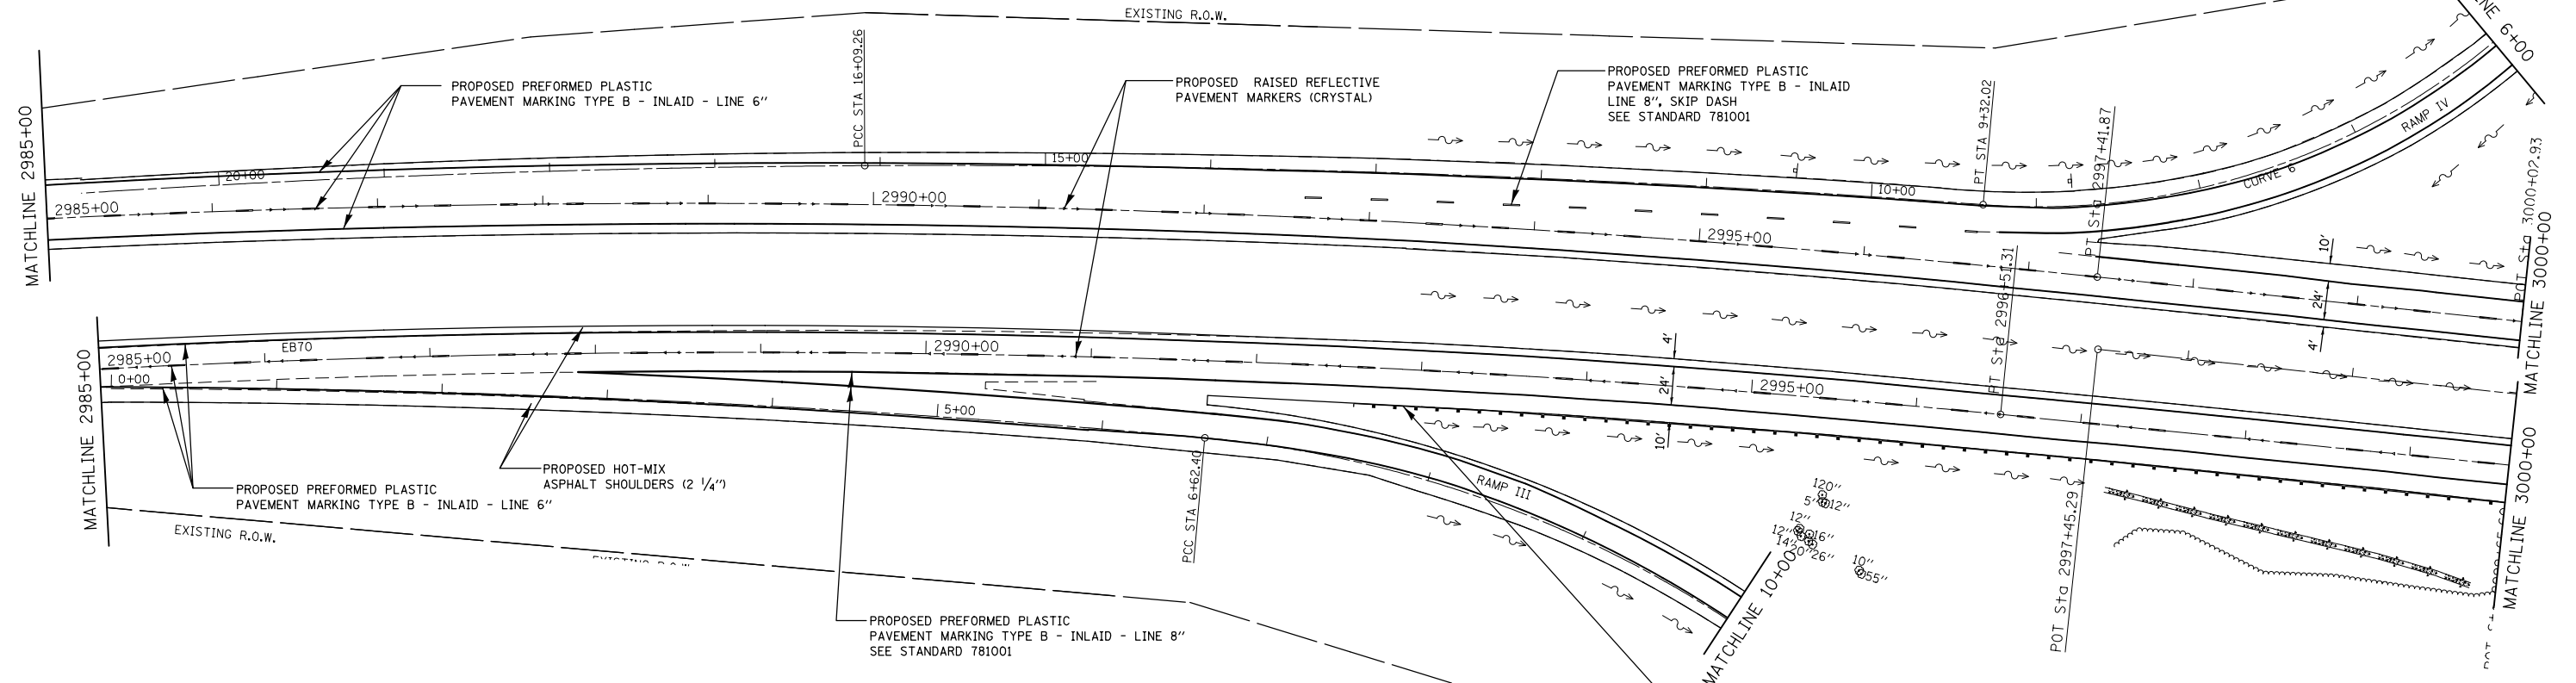 EXISTING R.O.W.
LINE 6+00
PCC STA 16+09.26
PROPOSED PREFORMED PLASTIC
PAVEMENT MARKING TYPE B - INLAID - LINE 6"
PROPOSED RAISED REFLECTIVE
PAVEMENT MARKERS (CRYSTAL)
PROPOSED PREFORMED PLASTIC
PAVEMENT MARKING TYPE B - INLAID
LINE 8", SKIP DASH
SEE STANDARD 781001
PT STA 9+32.02
PT Sta 2997+41.87
RAMP IV
CURVE 6
MATCHLINE 2985+00
20+00
15+00
10+00
2985+00
2990+00
2995+00
10'
24'
4'
POT Sta 3000+02.93
MATCHLINE 3000+00
PT Sta 2996+51.31
MATCHLINE 2985+00
2985+00
EB70
0+00
2990+00
2995+00
4'
24'
10'
5+00
PCC STA 6+62.40
RAMP III
PROPOSED HOT-MIX
ASPHALT SHOULDERS (2 1/4")
PROPOSED PREFORMED PLASTIC
PAVEMENT MARKING TYPE B - INLAID - LINE 6"
EXISTING R.O.W.
PROPOSED PREFORMED PLASTIC
PAVEMENT MARKING TYPE B - INLAID - LINE 8"
SEE STANDARD 781001
120"
5"
12"
12"
12"
16"
14"
20"
26"
10"
55"
MATCHLINE 10+00
POT Sta 2997+45.29
MATCHLINE 3000+00